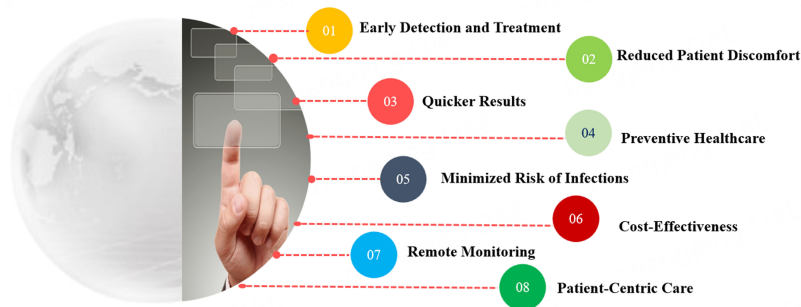 01 Early Detection and Treatment
02 Reduced Patient Discomfort
03 Quicker Results
04 Preventive Healthcare
05 Minimized Risk of Infections
06 Cost-Effectiveness
07 Remote Monitoring
08 Patient-Centric Care